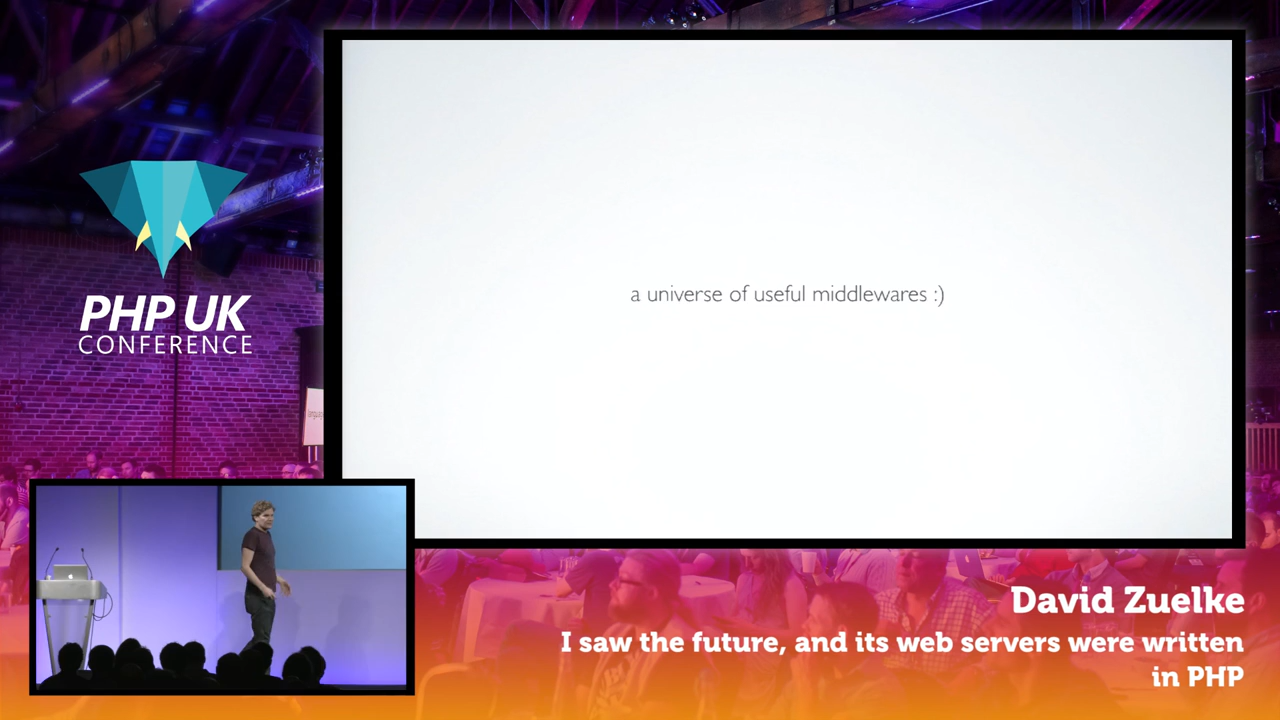 a universe of useful middlewares :)
PHP UK
CONFERENCE
David Zuelke
I saw the future, and its web servers were written
in PHP